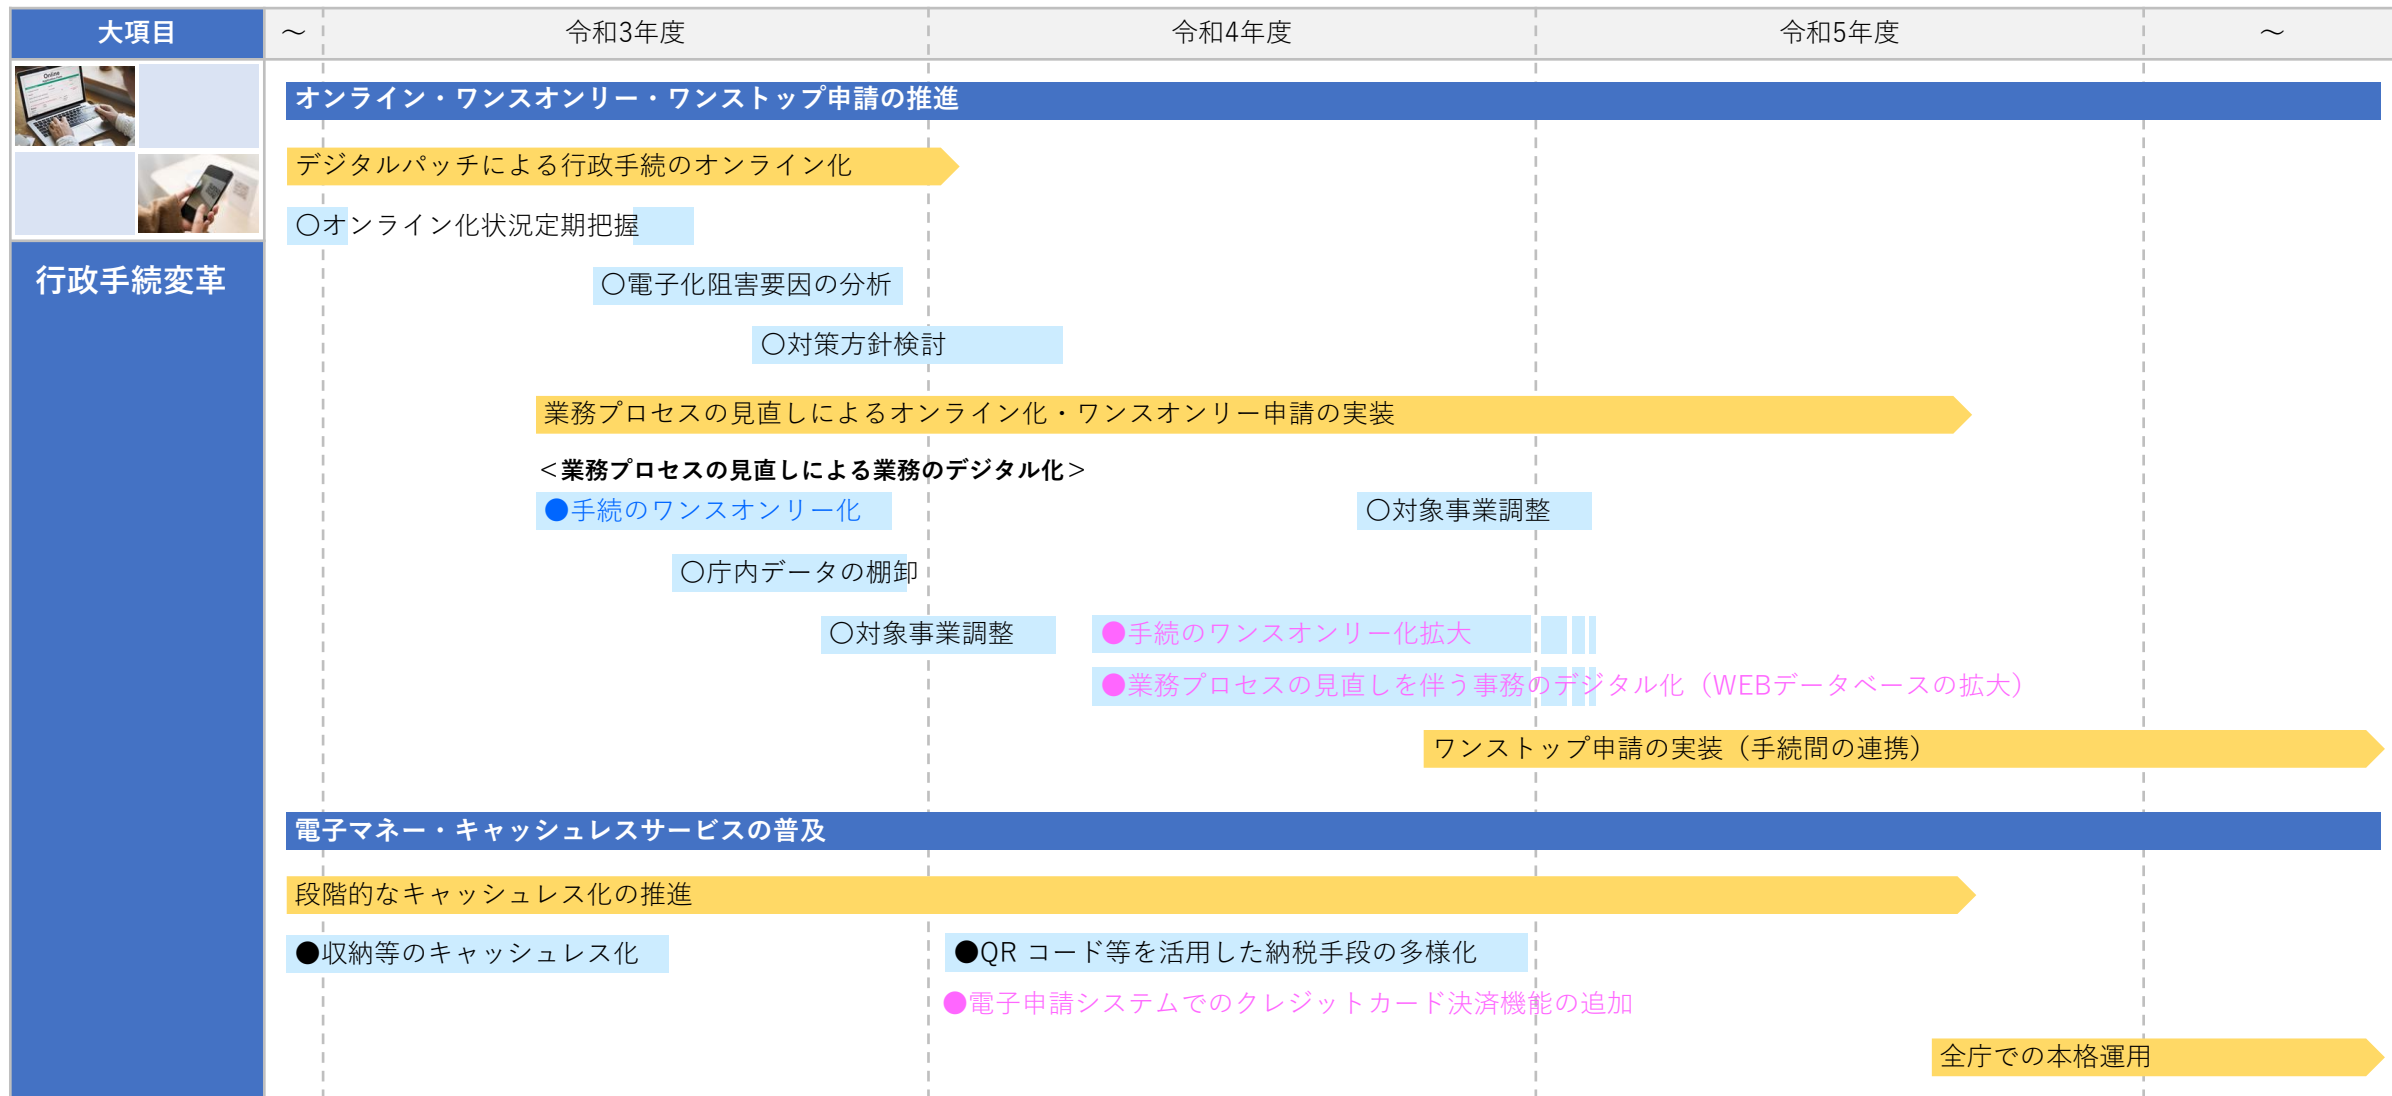 大項目
～
令和3年度
令和4年度
令和5年度
～
Online
行政手続変革
オンライン・ワンスオンリー・ワンストップ申請の推進
デジタルパッチによる行政手続のオンライン化
○オンライン化状況定期把握
○電子化阻害要因の分析
○対策方針検討
業務プロセスの見直しによるオンライン化・ワンスオンリー申請の実装
＜業務プロセスの見直しによる業務のデジタル化＞
●手続のワンスオンリー化
○対象事業調整
○庁内データの棚卸
○対象事業調整
●手続のワンスオンリー化拡大
●業務プロセスの見直しを伴う事務のデジタル化（WEBデータベースの拡大）
ワンストップ申請の実装（手続間の連携）
電子マネー・キャッシュレスサービスの普及
段階的なキャッシュレス化の推進
●収納等のキャッシュレス化
●QR コード等を活用した納税手段の多様化
●電子申請システムでのクレジットカード決済機能の追加
全庁での本格運用